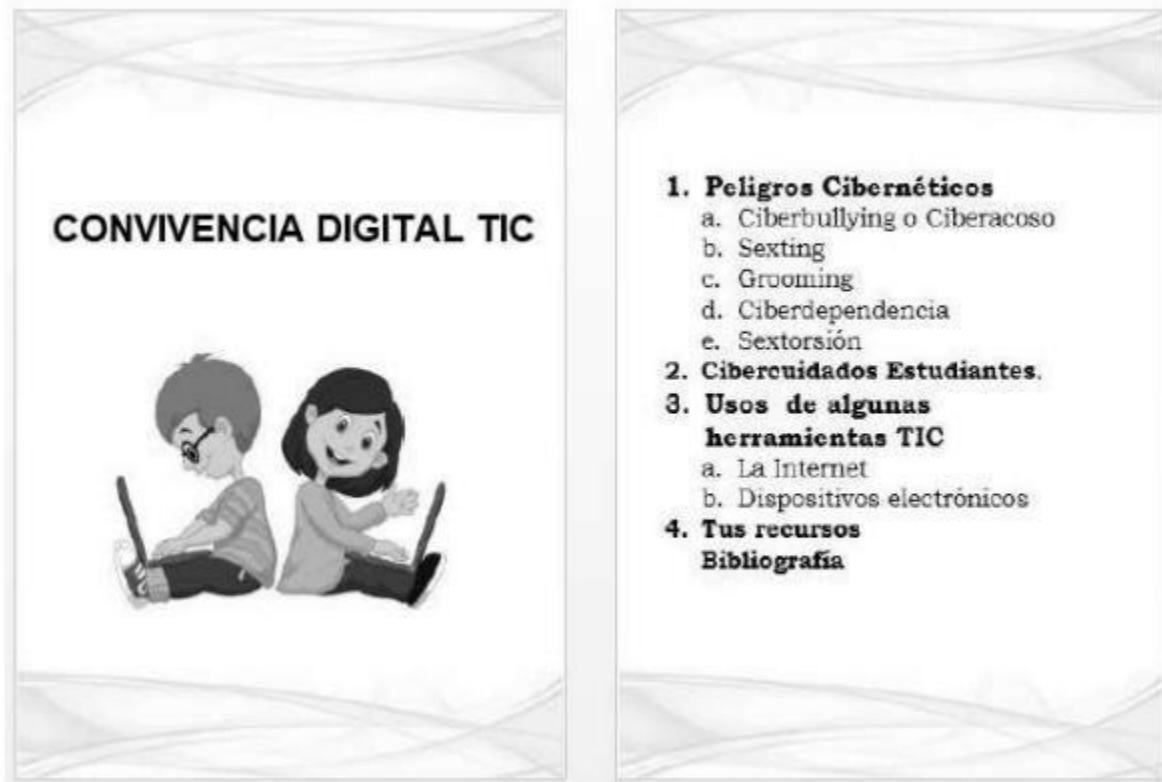 CONVIVENCIA DIGITAL TIC
1. Peligros Cibernéticos
a. Ciberbullying o Ciberacoso
b. Sexting
c. Grooming
d. Ciberdependencia
e. Sextorsión
2. Cibercuidados Estudiantes.
3. Usos de algunas
herramientas TIC
a. La Internet
b. Dispositivos electrónicos
4. Tus recursos
Bibliografía